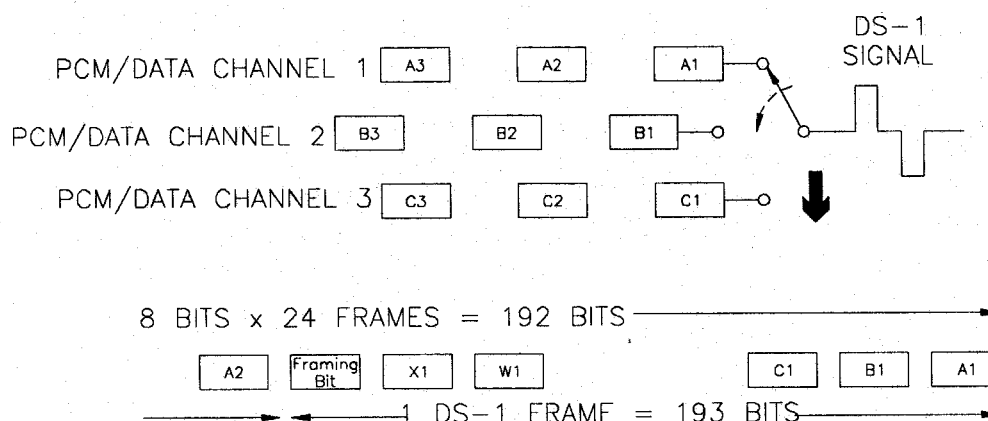 DS-1
SIGNAL
PCM/DATA CHANNEL 1 A3 A2 A1
PCM/DATA CHANNEL 2 B3 B2 B1
PCM/DATA CHANNEL 3 C3 C2 C1
8 BITS x 24 FRAMES = 192 BITS
A2 Framing Bit X1 W1 C1 B1 A1
1 DS-1 FRAME = 193 BITS